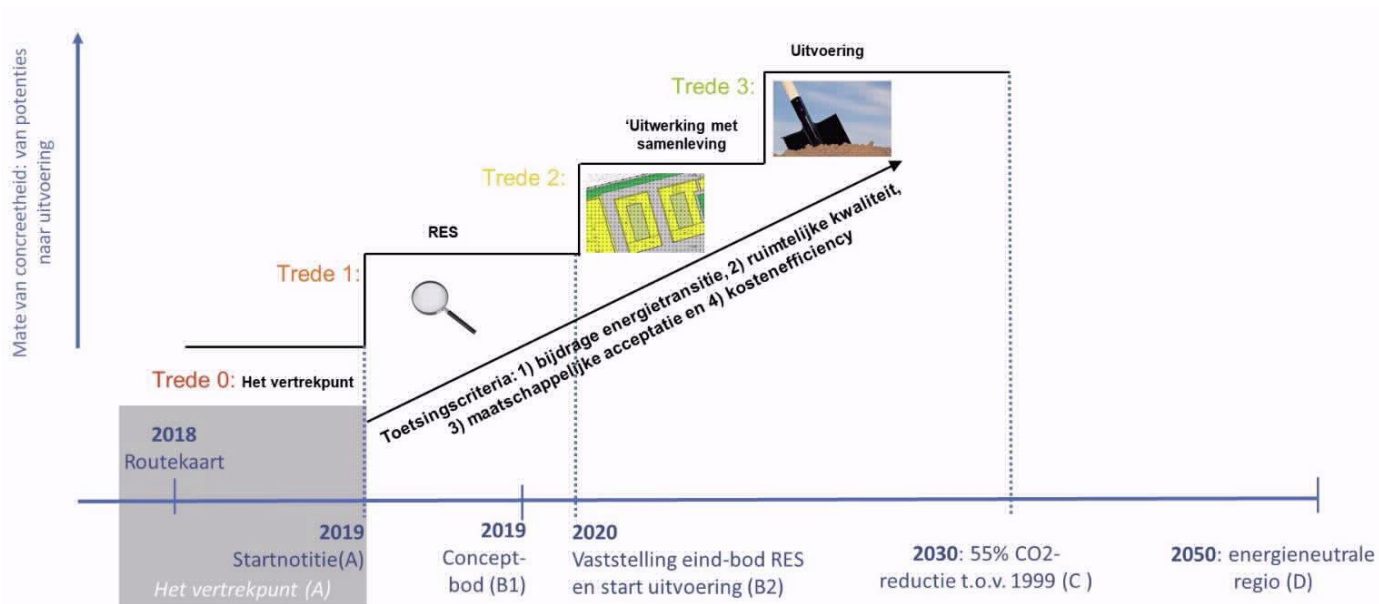 Mate van concreetheid: van potenties
naar uitvoering
Uitvoering
Trede 3:
'Uitwerking met
samenleving
Trede 2:
RES
Trede 1:
Trede 0: Het vertrekpunt
Toetsingscriteria: 1) bijdrage energietransitie, 2) ruimtelijke kwaliteit,
3) maatschappelijke acceptatie en 4) kostenefficiency
2018
Routekaart
2019
Startnotitie(A)
Het vertrekpunt (A)
2019
Concept-
bod (B1)
2020
Vaststelling eind-bod RES
en start uitvoering (B2)
2030: 55% CO2-
reductie t.o.v. 1999 (C )
2050: energieneutrale
regio (D)